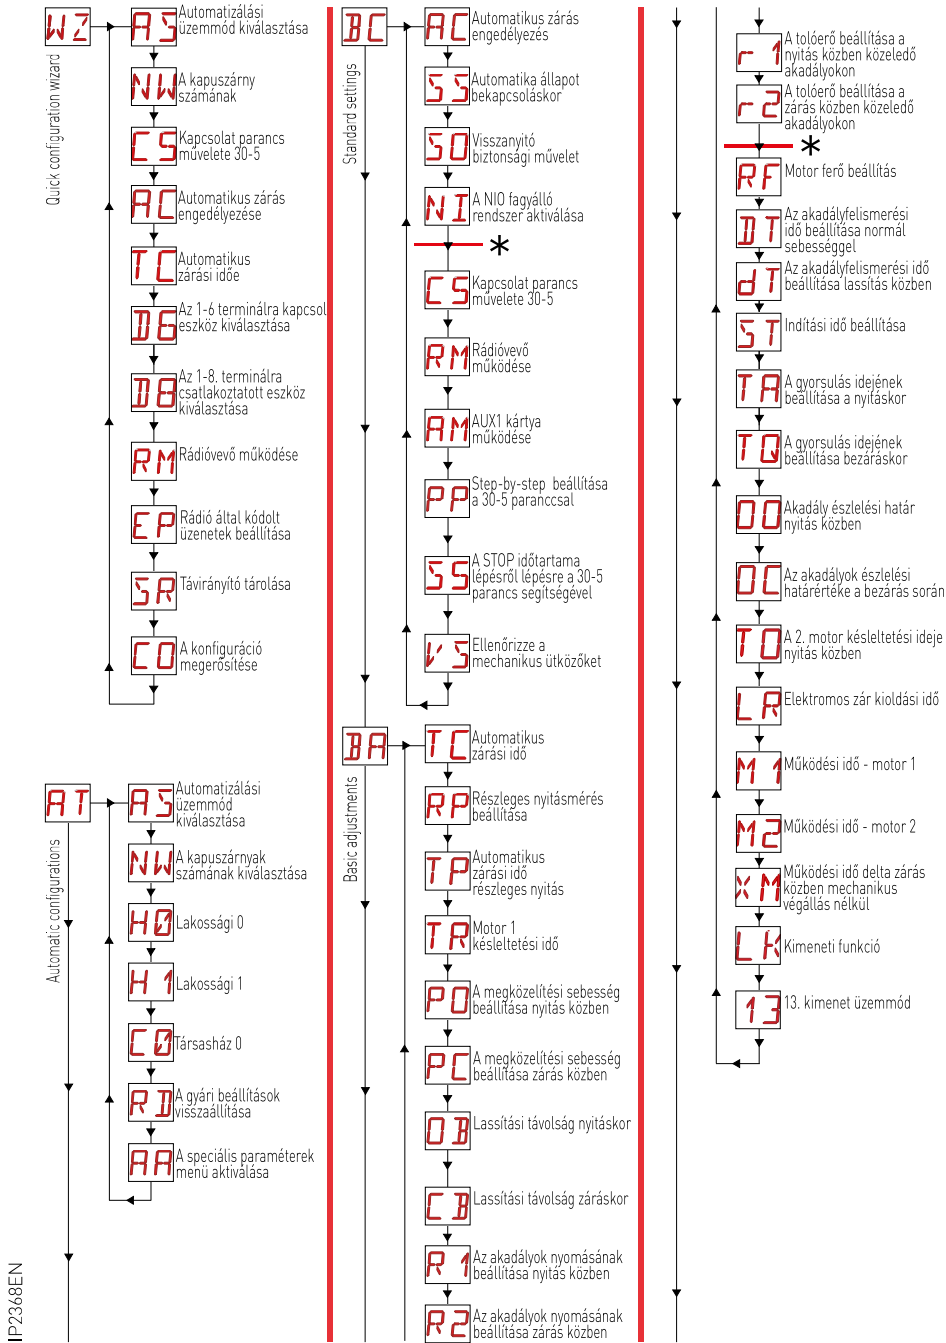 WZ
Quick configuration wizard
AS
Automatizálási
üzemmód kiválasztása
NW
A kapuszárny
számának
CS
Kapcsolat parancs
művelete 30-5
AC
Automatikus zárás
engedélyezése
TC
Automatikus
zárási időe
D6
Az 1-6 terminálra kapcsol
eszköz kiválasztása
D8
Az 1-8. terminálra
csatlakoztatott eszköz
kiválasztása
RM
Rádióvevő működése
EP
Rádió által kódolt
üzenetek beállítása
SR
Távirányító tárolása
CO
A konfiguráció
megerősítése
AT
Automatic configurations
AS
Automatizálási
üzemmód
kiválasztása
NW
A kapuszárnyak
számának kiválasztása
H0
Lakossági 0
H1
Lakossági 1
C0
Társasház 0
RD
A gyári beállítások
visszaállítása
AA
A speciális paraméterek
menü aktiválása
IP2368EN
BC
Standard settings
AC
Automatikus zárás
engedélyezés
SS
Automatika állapot
bekapcsoláskor
SO
Visszanyitó
biztonsági művelet
NI
A NIO fagyálló
rendszer aktiválása
*
CS
Kapcsolat parancs
művelete 30-5
RM
Rádióvevő
működése
AM
AUX1 kártya
működése
PP
Step-by-step beállítása
a 30-5 paranccsal
S5
A STOP időtartama
lépésről lépésre a 30-5
parancs segítségével
VS
Ellenőrizze a
mechanikus ütközőket
BA
Basic adjustments
TC
Automatikus
zárási idő
RP
Részleges nyitásmérés
beállítása
TP
Automatikus
zárási idő
részleges nyitás
TR
Motor 1
késleltetési idő
PO
A megközelítési sebesség
beállítása nyitás közben
PC
A megközelítési sebesség
beállítása zárás közben
OB
Lassítási távolság nyitáskor
CB
Lassítási távolság záráskor
R1
Az akadályok nyomásának
beállítása nyitás közben
R2
Az akadályok nyomásának
beállítása zárás közben
r1
A tolóerő beállítása a
nyitás közben közeledő
akadályokon
r2
A tolóerő beállítása a
zárás közben közeledő
akadályokon
*
RF
Motor ferő beállítás
DT
Az akadályfelismerési
idő beállítása normál
sebességgel
dT
Az akadályfelismerési idő
beállítása lassítás közben
ST
Indítási idő beállítása
TA
A gyorsulás idejének
beállítása a nyitáskor
TQ
A gyorsulás idejének
beállítása bezáráskor
OO
Akadály észlelési határ
nyitás közben
OC
Az akadályok észlelési
határértéke a bezárás során
TO
A 2. motor késleltetési ideje
nyitás közben
LR
Elektromos zár kioldási idő
M1
Működési idő - motor 1
M2
Működési idő - motor 2
XM
Működési idő delta zárás
közben mechanikus
végállás nélkül
LK
Kimeneti funkció
13
13. kimenet üzemmód